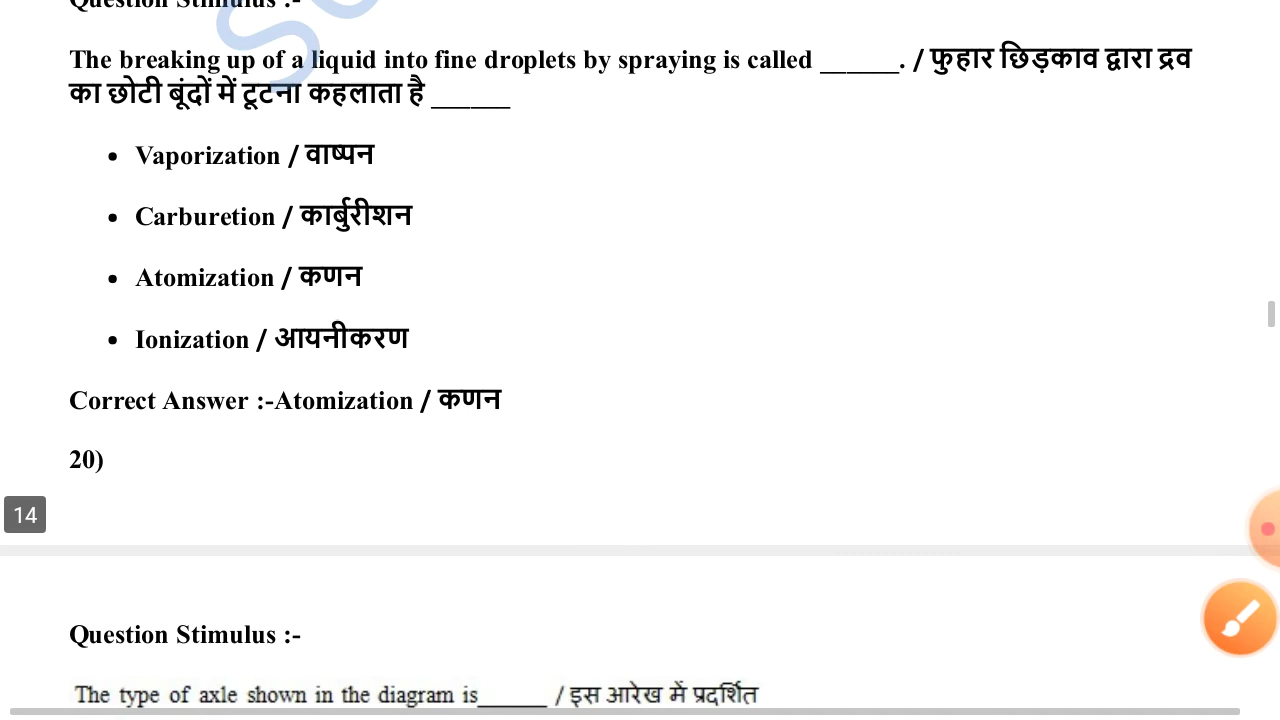 Question Stimulus :-
The breaking up of a liquid into fine droplets by spraying is called ______. / फुहार छिड़काव द्वारा द्रव
का छोटी बूंदों में टूटना कहलाता है ______
• Vaporization / वाष्पन
• Carburetion / कार्बुरीशन
• Atomization / कणन
• Ionization / आयनीकरण
Correct Answer :-Atomization / कणन
20)
14
Question Stimulus :-
The type of axle shown in the diagram is______ / इस आरेख में प्रदर्शित